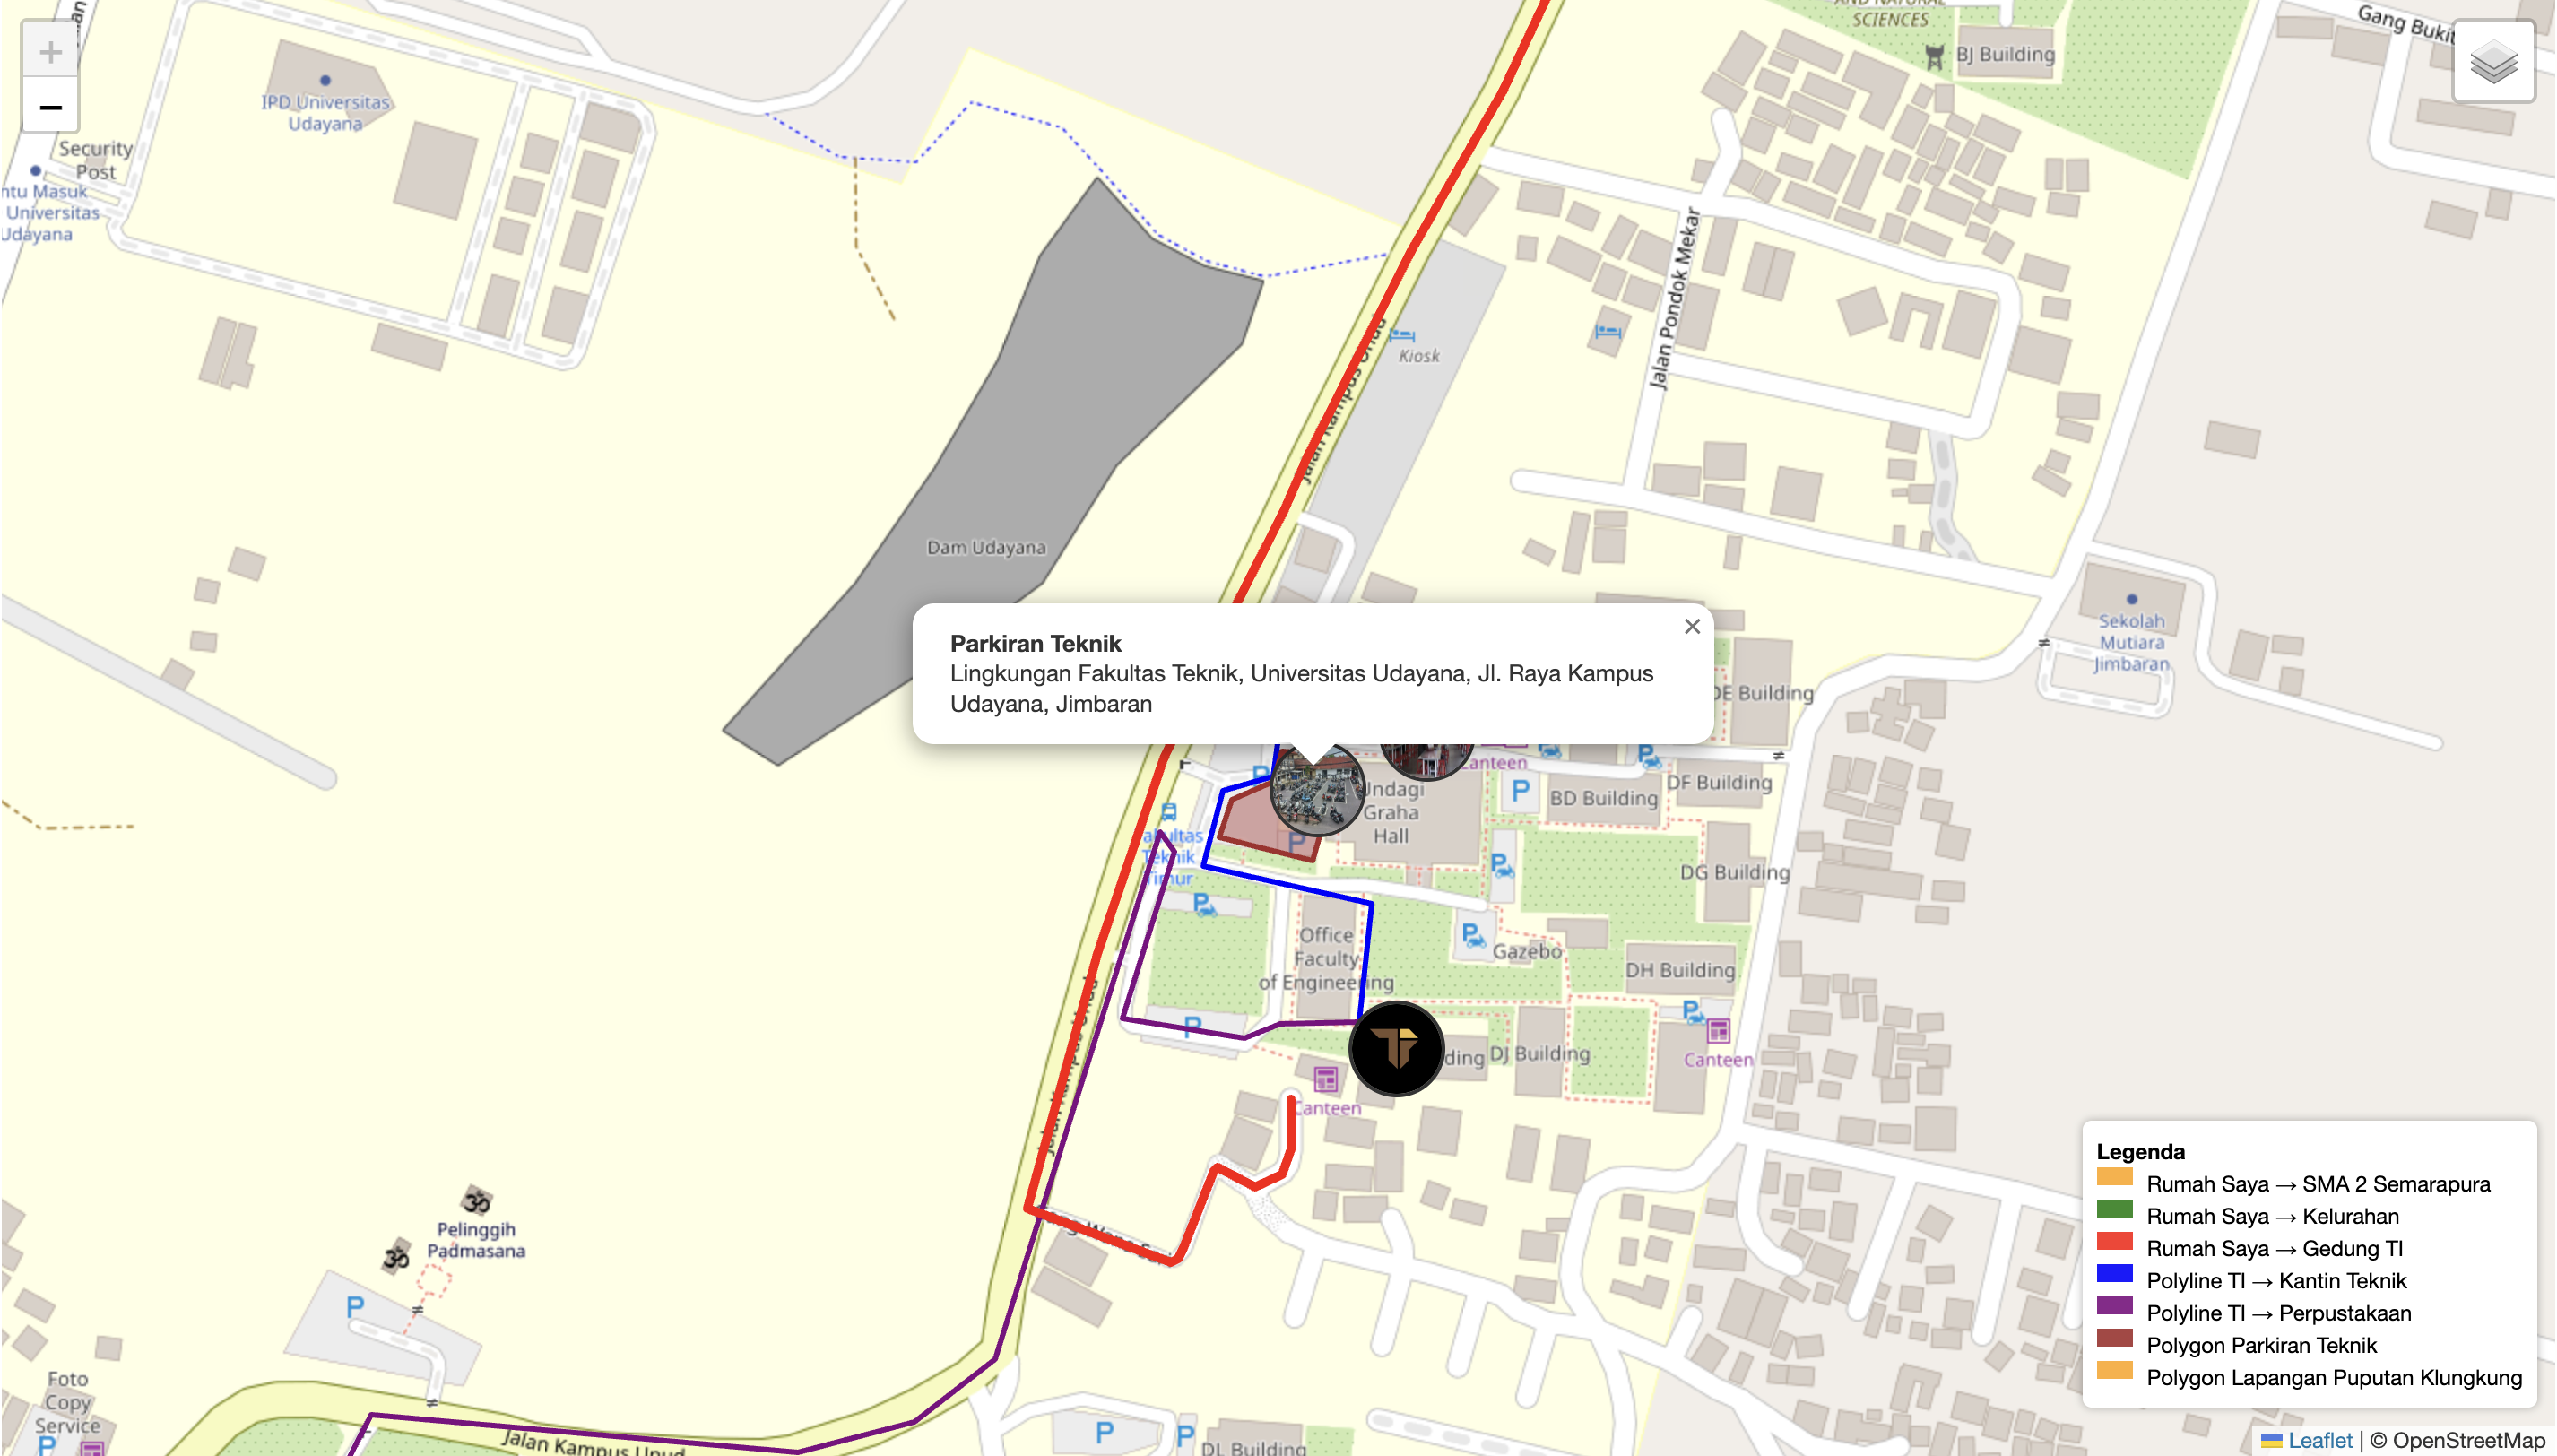 AND NATURAL
SCIENCES
BJ Building
Gang Bukit
+
−
IPD Universitas
Udayana
Security
Post
ntu Masuk
Universitas
Udayana
Jalan Pondok Mekar
Kiosk
Jalan Kampus Unud
Dam Udayana
Sekolah
Mutiara
Jimbaran
Parkiran Teknik
Lingkungan Fakultas Teknik, Universitas Udayana, Jl. Raya Kampus
Udayana, Jimbaran
×
DE Building
Canteen
DF Building
P
P
BD Building
Undagi
Graha
Hall
P
akultas
Teknik
Timur
DG Building
P
P
P
Office
Faculty
of Engineering
Gazebo
DH Building
P
P
Canteen
ding
DJ Building
Canteen
Jalan Kampus Unud
Pelinggih
Padmasana
P
Foto
Copy
Service
P
Jalan Kampus Unud
P
P
DL Building
Legenda
Rumah Saya → SMA 2 Semarapura
Rumah Saya → Kelurahan
Rumah Saya → Gedung TI
Polyline TI → Kantin Teknik
Polyline TI → Perpustakaan
Polygon Parkiran Teknik
Polygon Lapangan Puputan Klungkung
Leaflet | © OpenStreetMap